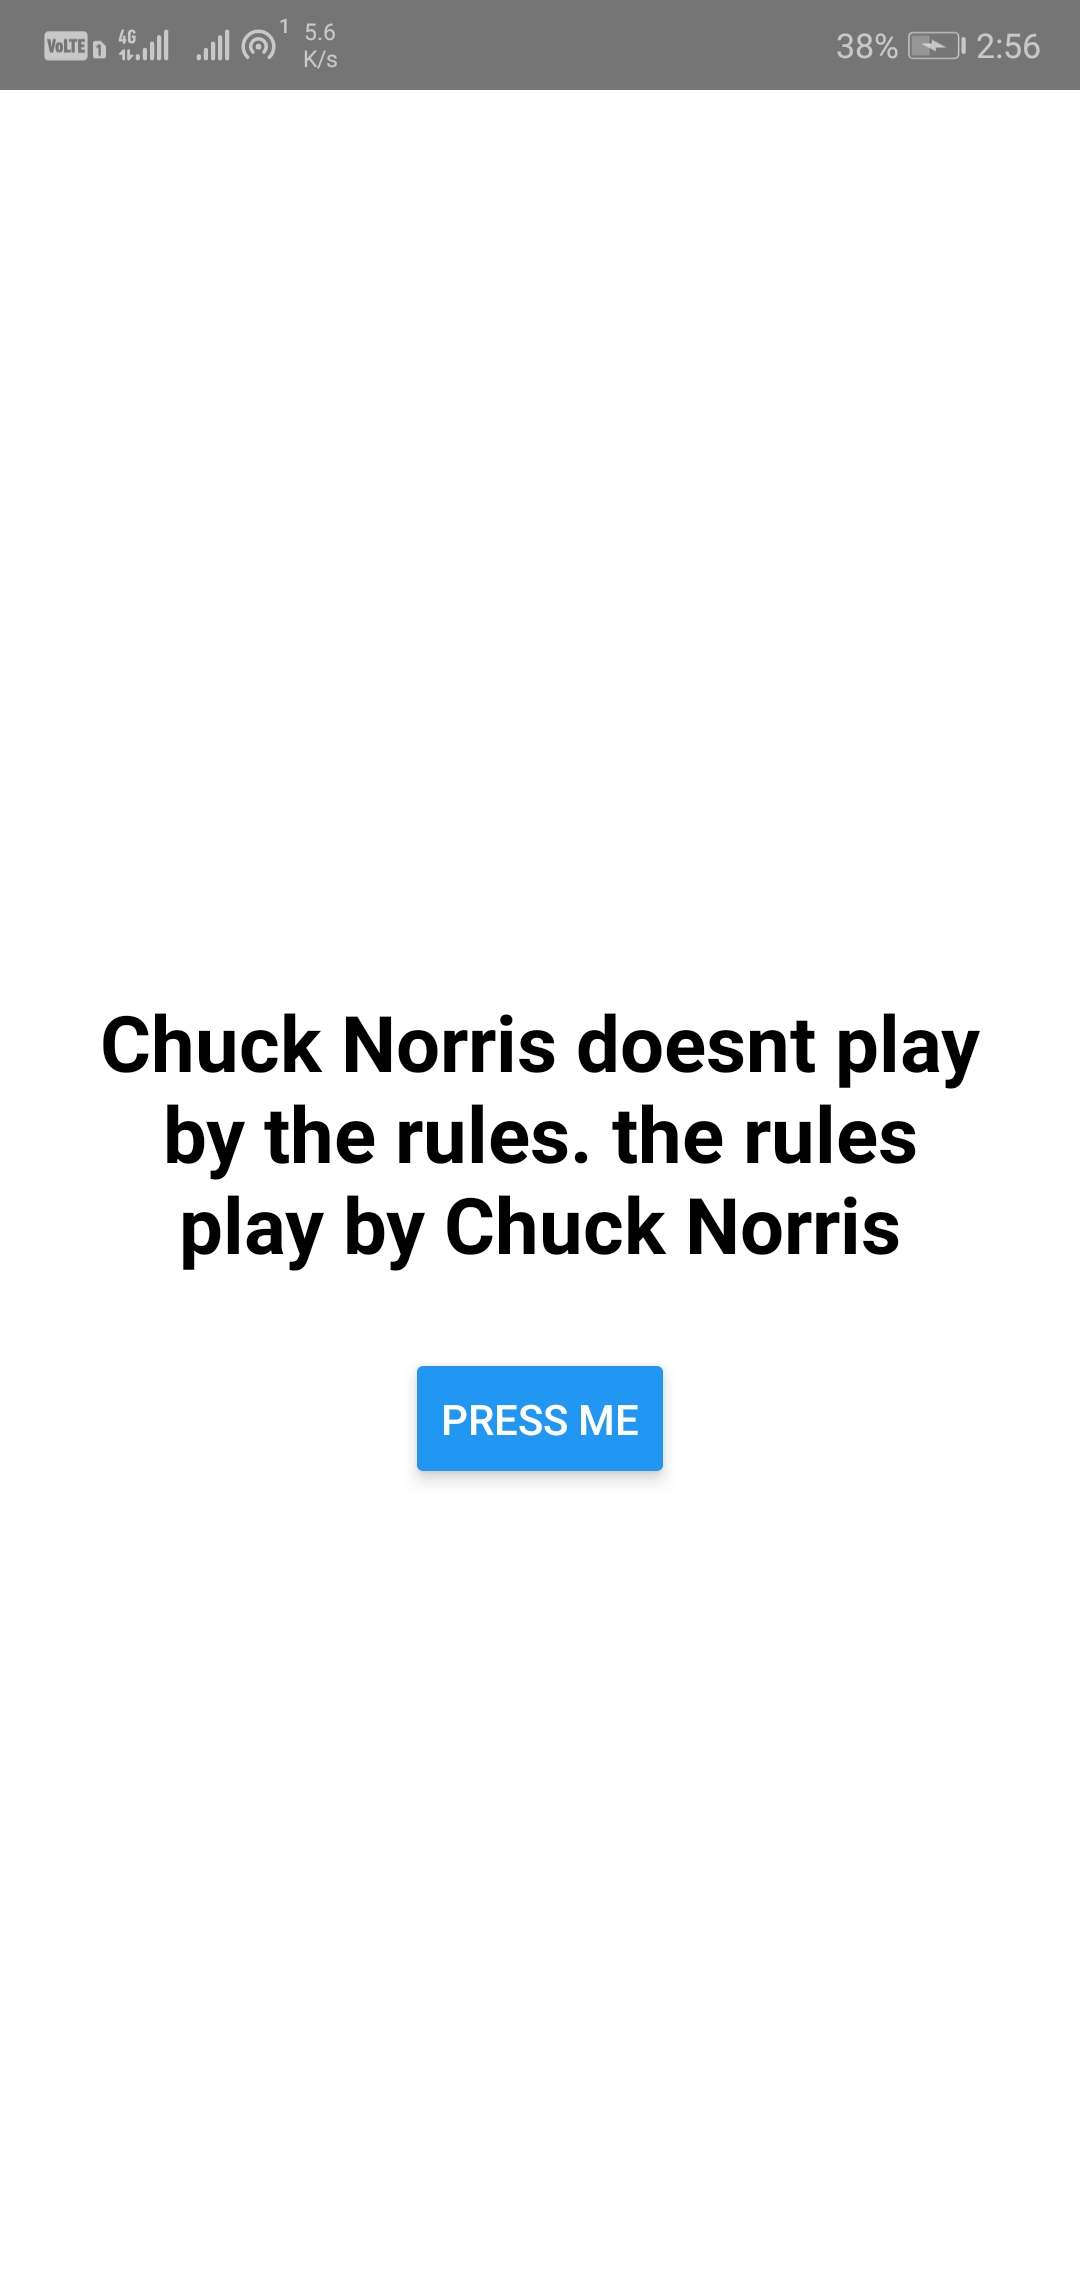 VoLTE 1 4G 1 5.6 K/s 38% 2:56
Chuck Norris doesnt play
by the rules. the rules
play by Chuck Norris
PRESS ME